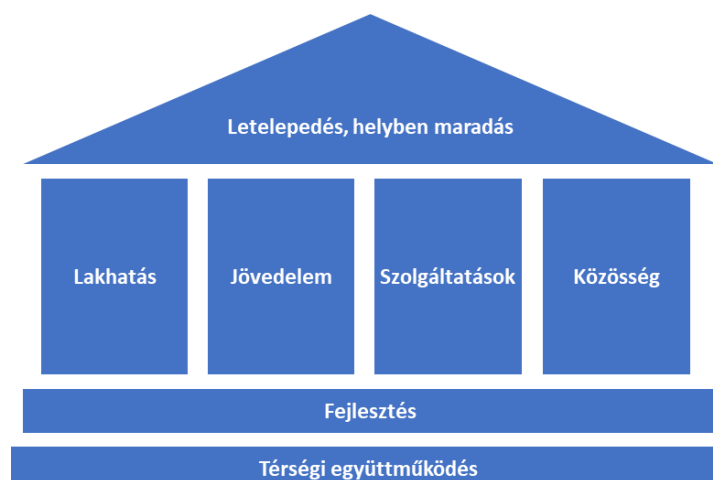 Letelepedés, helyben maradás
Lakhatás
Jövedelem
Szolgáltatások
Közösség
Fejlesztés
Térségi együttműködés